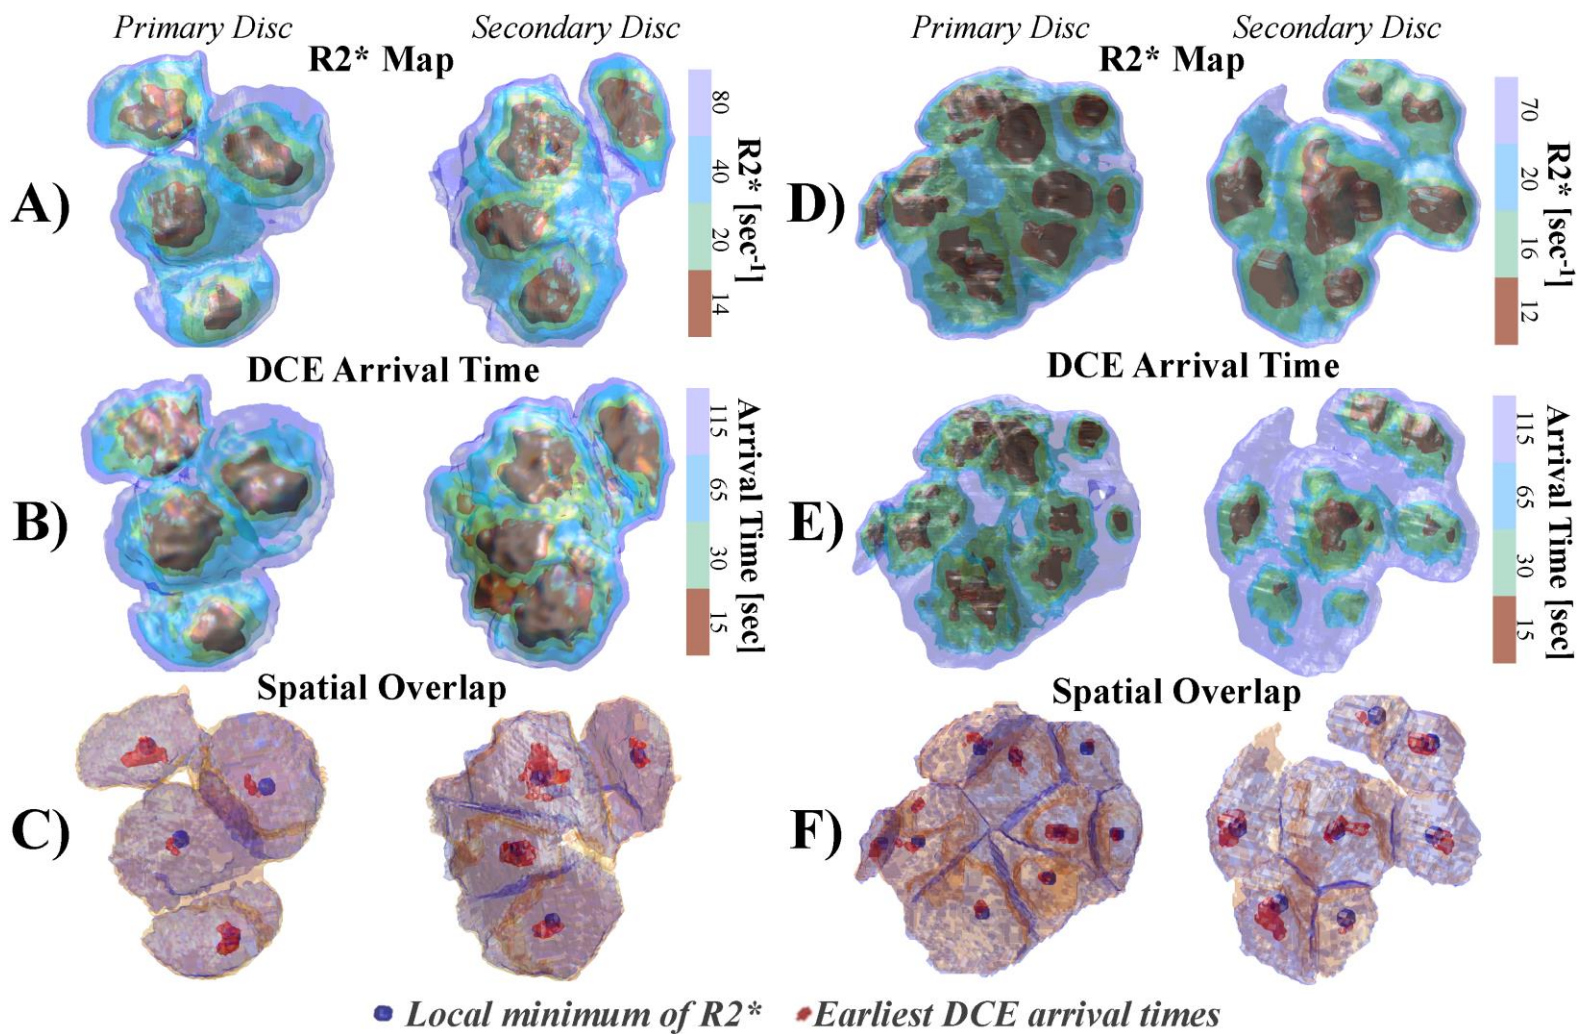 Primary Disc Secondary Disc Primary Disc Secondary Disc
R2* Map R2* Map
A)
80 40 20 14
R2* [sec-1]
D)
70 20 16 12
R2* [sec-1]
DCE Arrival Time DCE Arrival Time
B)
115 65 30 15
Arrival Time [sec]
E)
115 65 30 15
Arrival Time [sec]
Spatial Overlap Spatial Overlap
C)
F)
Local minimum of R2* Earliest DCE arrival times